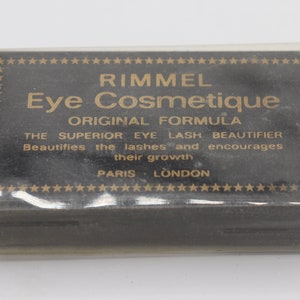 RIMMEL
Eye Cosmetique
ORIGINAL FORMULA
THE SUPERIOR EYE LASH BEAUTIFIER
Beautifies the lashes and encourages
their growth
PARIS · LONDON